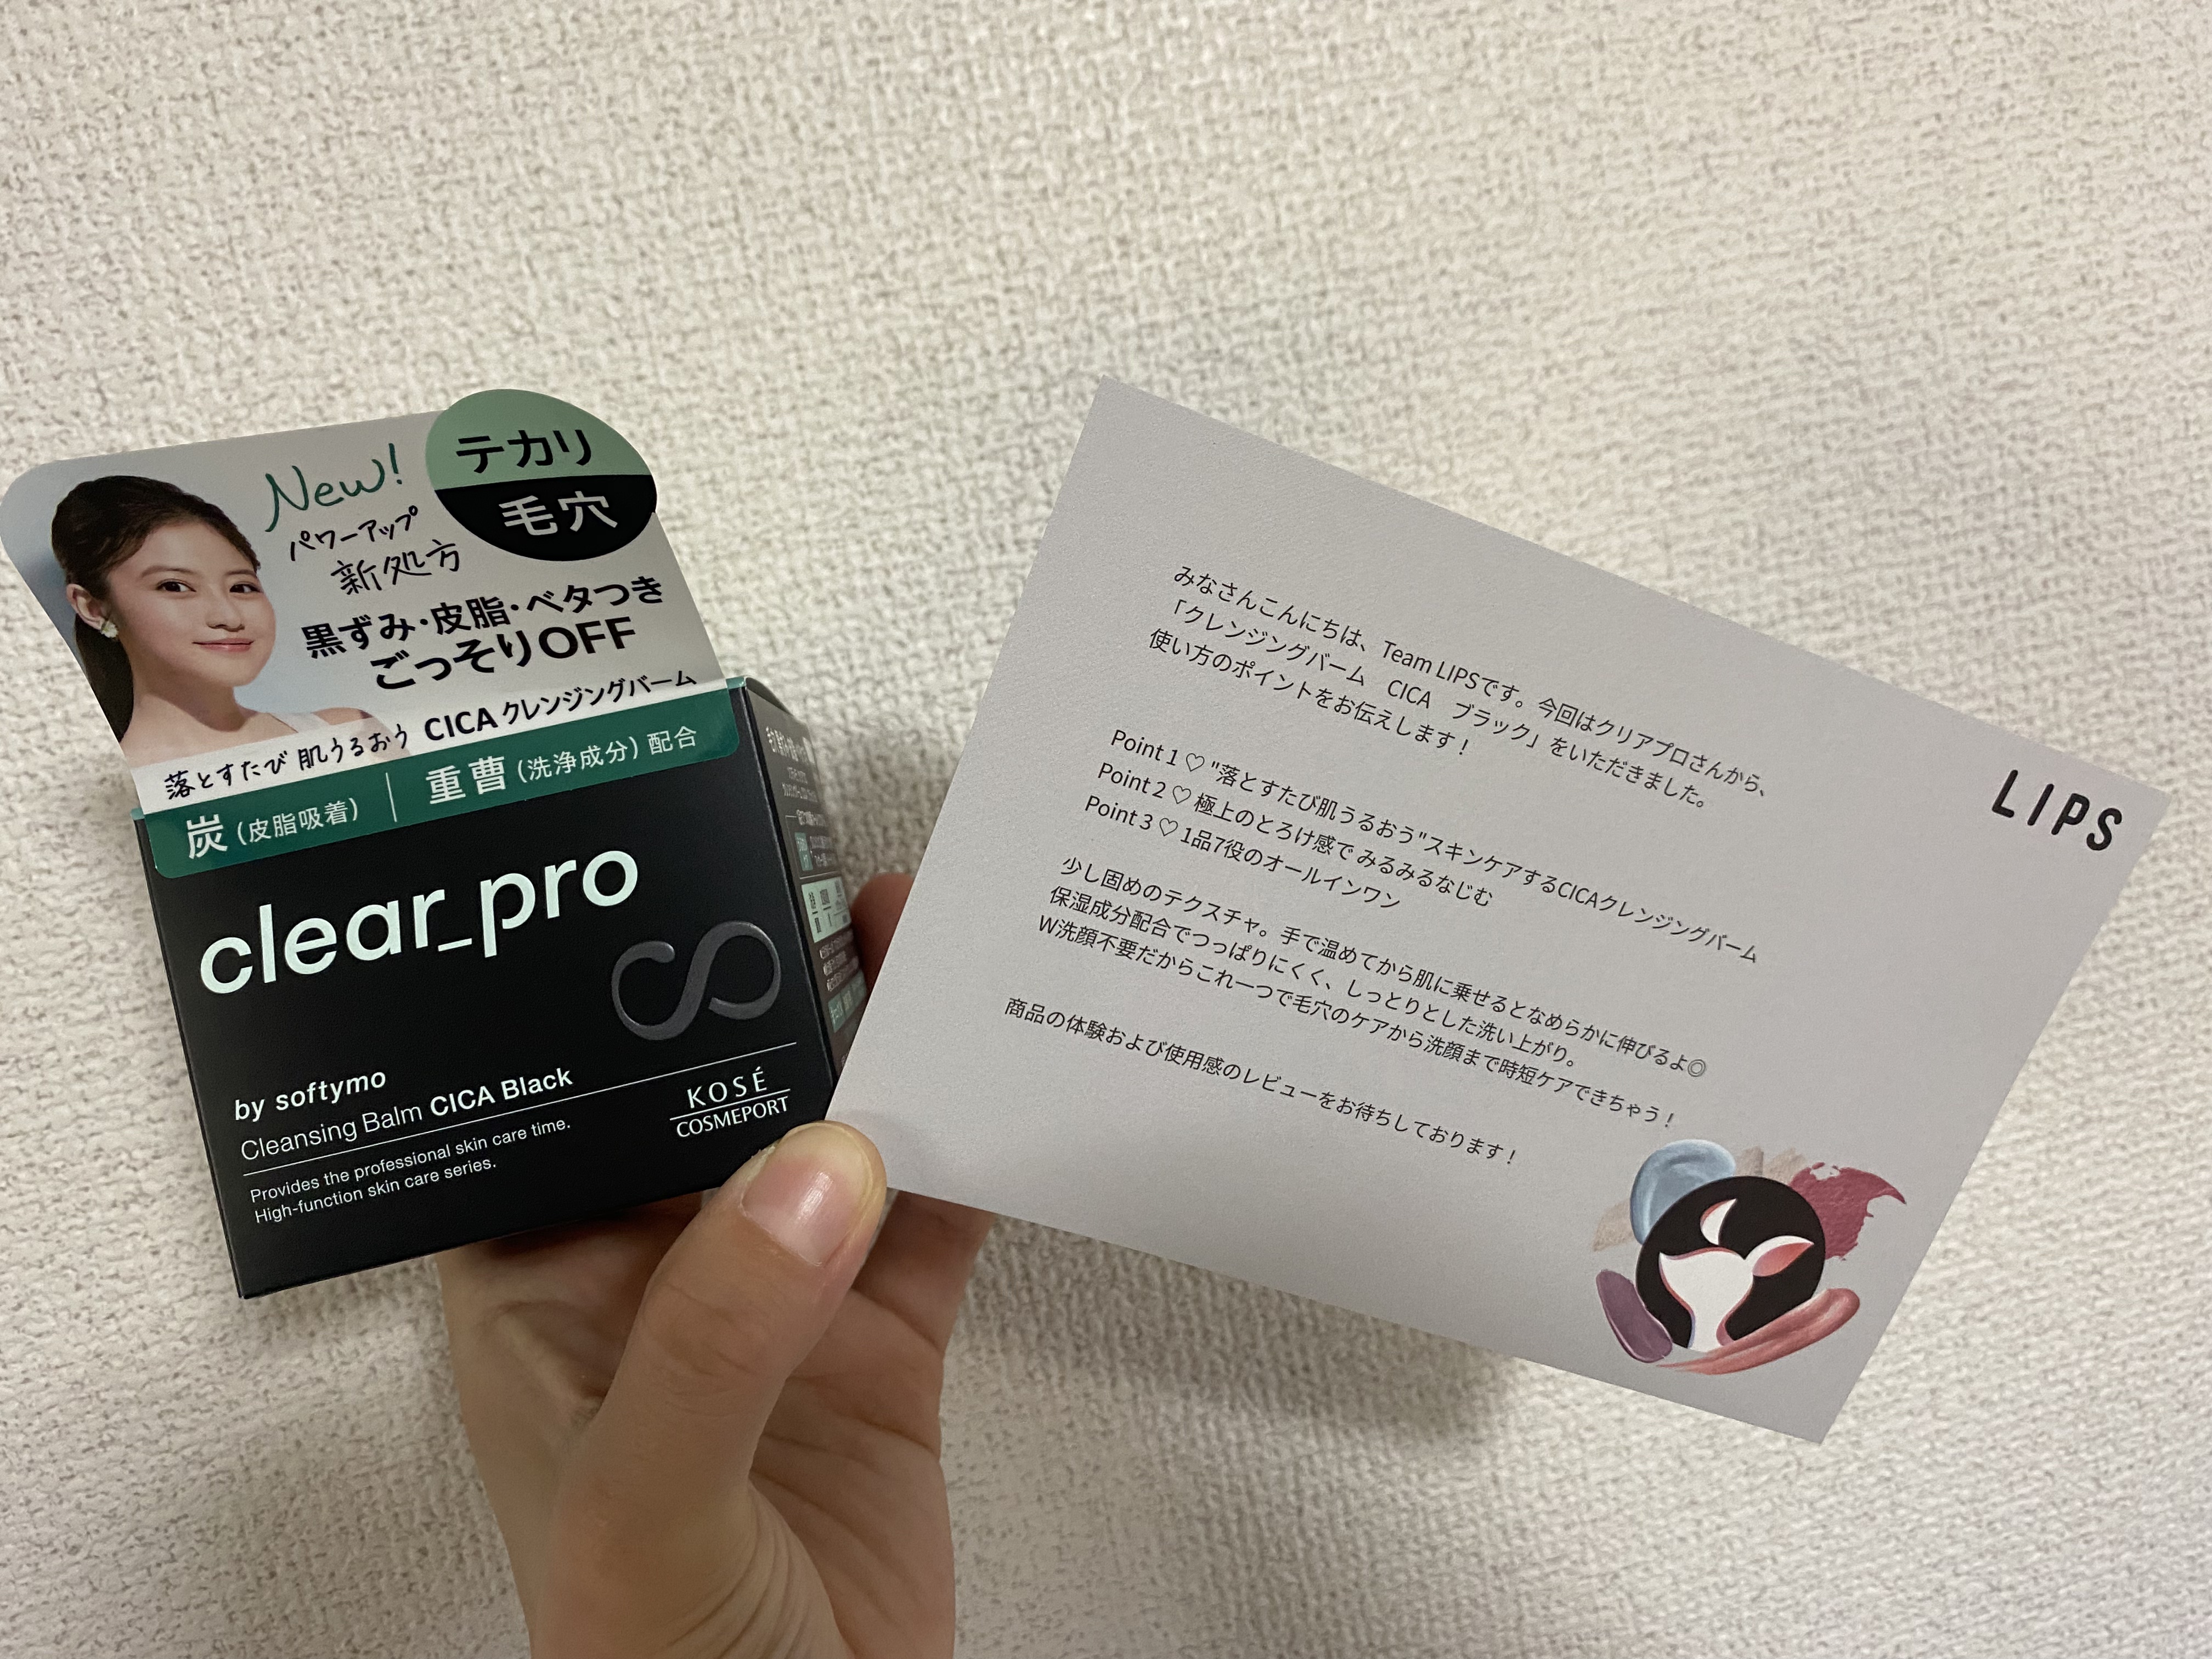 New!
パワーアップ
新処方
テカリ
毛穴
黒ずみ・皮脂・ベタつき
ごっそりOFF
落とすたび 肌うるおう CICA クレンジングバーム
炭 (皮脂吸着) 重曹 (洗浄成分) 配合
clear_pro
by softymo
Cleansing Balm CICA Black
Provides the professional skin care time.
High-function skin care series.
KOSÉ
COSMEPORT
LIPS
みなさんこんにちは、Team LIPSです。今回はクリアプロさんから、
「クレンジングバーム　CICA　ブラック」をいただきました。
使い方のポイントをお伝えします！
Point 1 ♡ "落とすたび肌うるおう"スキンケアするCICAクレンジングバーム
Point 2 ♡ 極上のとろけ感で みるみるなじむ
Point 3 ♡ 1品7役のオールインワン
少し固めのテクスチャ。手で温めてから肌に乗せるとなめらかに伸びるよ◎
保湿成分配合でつっぱりにくく、しっとりとした洗い上がり。
W洗顔不要だからこれ一つで毛穴のケアから洗顔まで時短ケアできちゃう！
商品の体験および使用感のレビューをお待ちしております！